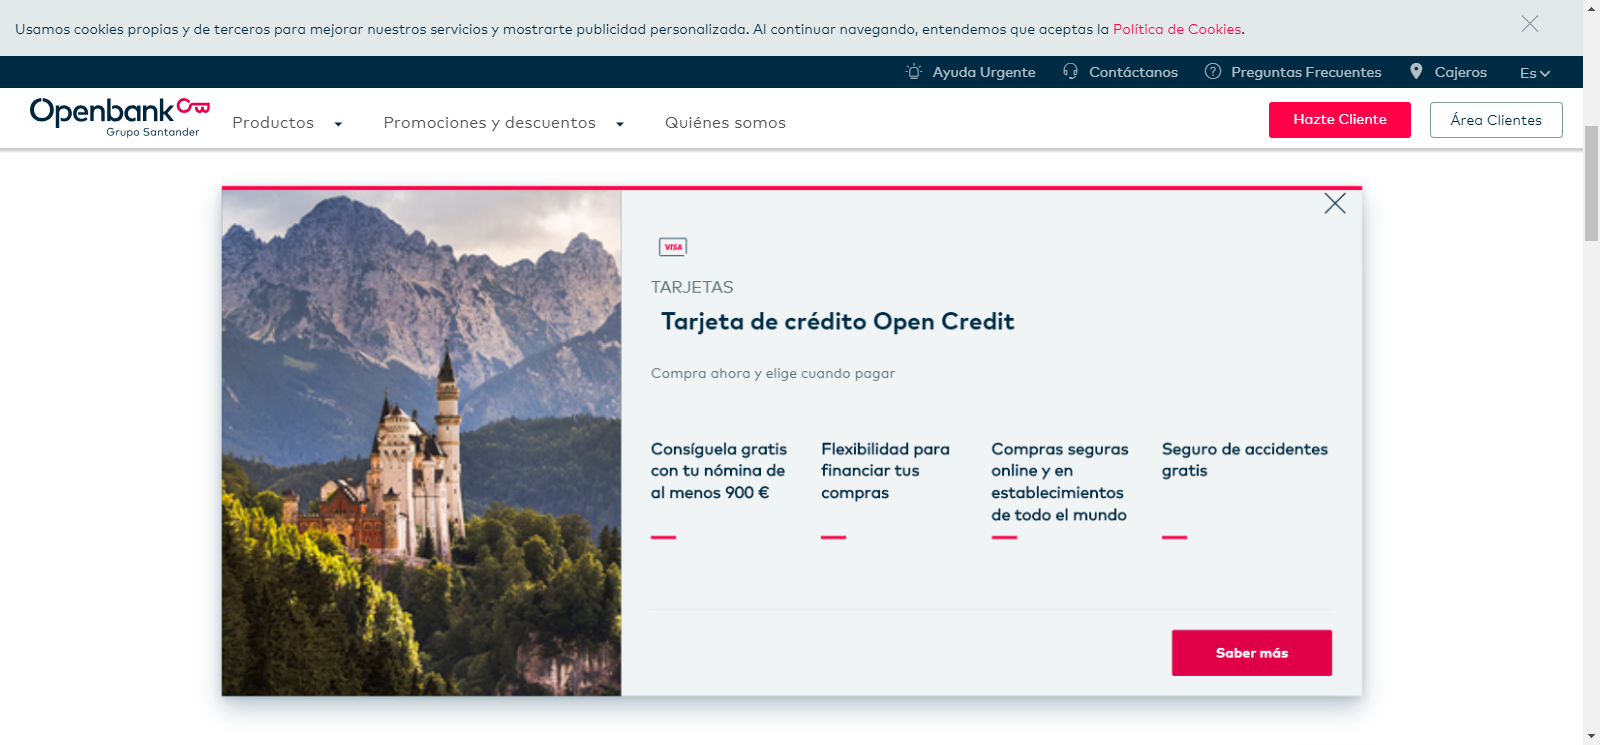 Usamos cookies propias y de terceros para mejorar nuestros servicios y mostrarte publicidad personalizada. Al continuar navegando, entendemos que aceptas la Política de Cookies.
Ayuda Urgente
Contáctanos
Preguntas Frecuentes
Cajeros
Es
Openbank
Grupo Santander
Productos
Promociones y descuentos
Quiénes somos
Hazte Cliente
Área Clientes
VISA
TARJETAS
Tarjeta de crédito Open Credit
Compra ahora y elige cuando pagar
Consíguela gratis
con tu nómina de
al menos 900 €
Flexibilidad para
financiar tus
compras
Compras seguras
online y en
establecimientos
de todo el mundo
Seguro de accidentes
gratis
Saber más